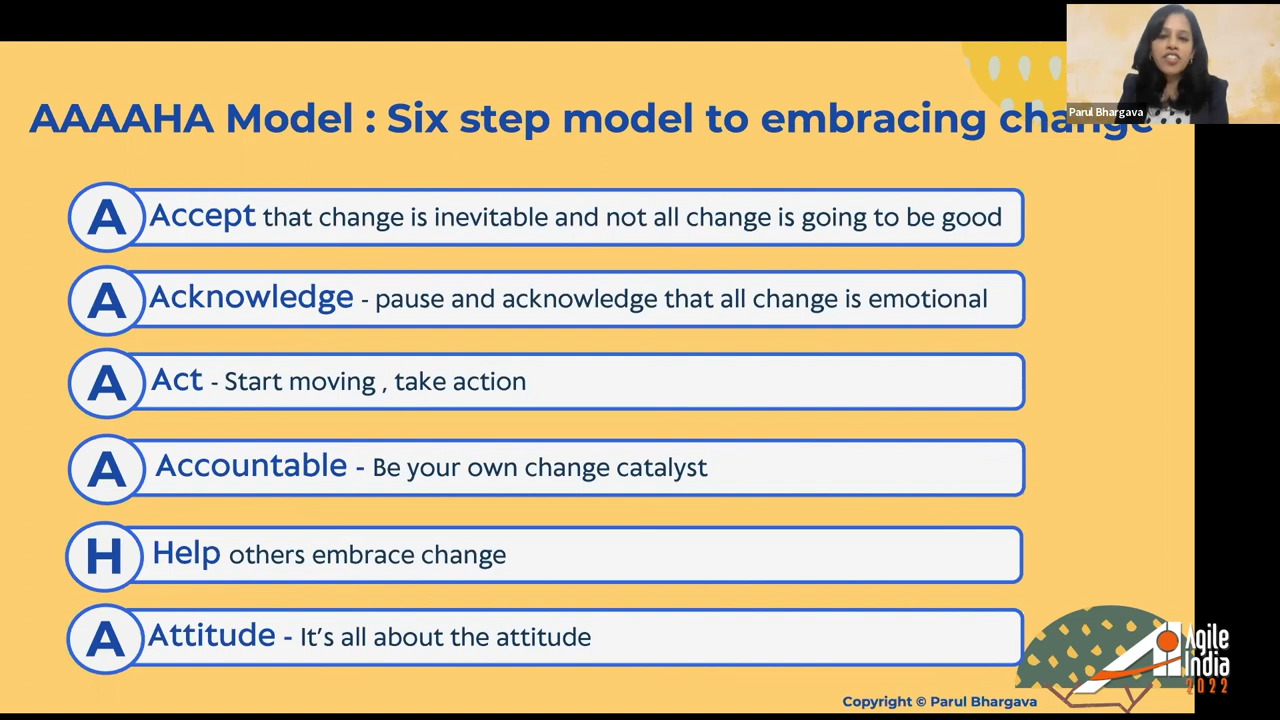 Parul Bhargava
AAAAHA Model : Six step model to embracing change
A Accept that change is inevitable and not all change is going to be good
A Acknowledge - pause and acknowledge that all change is emotional
A Act - Start moving , take action
A Accountable - Be your own change catalyst
H Help others embrace change
A Attitude - It's all about the attitude
Agile
India
2022
Copyright © Parul Bhargava